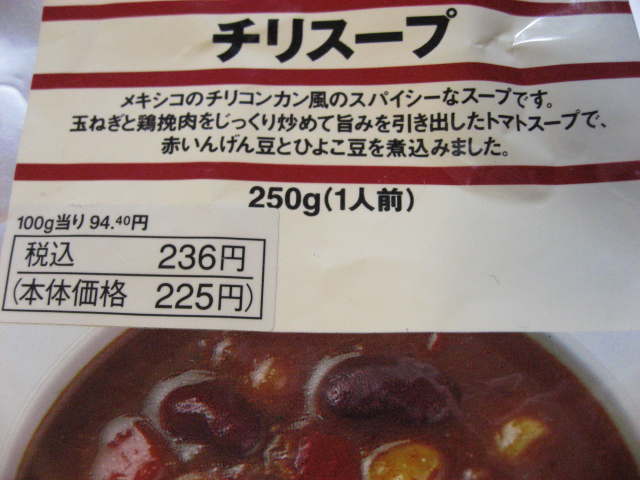 チリスープ
メキシコのチリコンカン風のスパイシーなスープです。
玉ねぎと鶏挽肉をじっくり炒めて旨みを引き出したトマトスープで、
赤いんげん豆とひよこ豆を煮込みました。
250g(1人前)
100g当り 94.40円
税込 236円
(本体価格 225円)